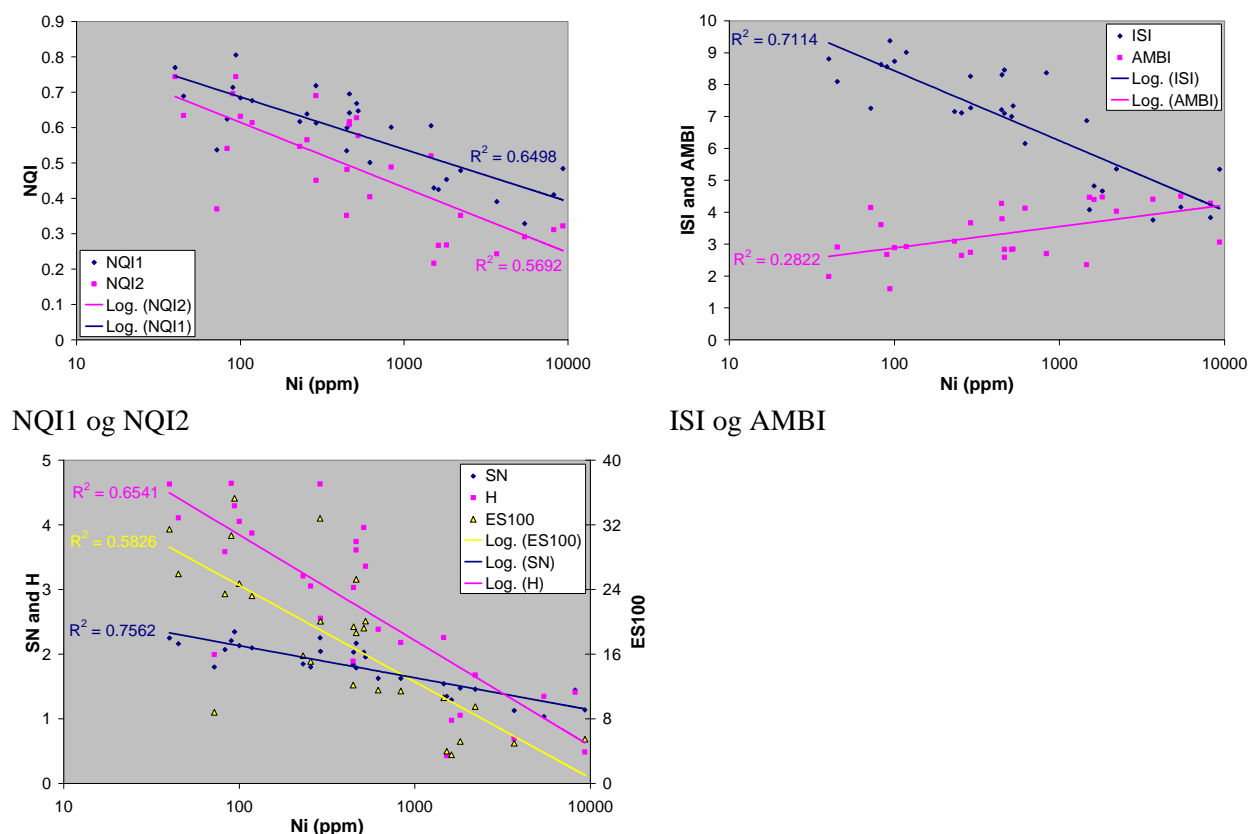 0.9
0.8
0.7
0.6
0.5
0.4
0.3
0.2
0.1
0
NQI
R² = 0.6498
R² = 0.5692
NQI1
NQI2
Log. (NQI2)
Log. (NQI1)
10 100 1000 10000
Ni (ppm)
NQI1 og NQI2
10
9
8
7
6
5
4
3
2
1
0
ISI and AMBI
R² = 0.7114
R² = 0.2822
ISI
AMBI
Log. (ISI)
Log. (AMBI)
10 100 1000 10000
Ni (ppm)
ISI og AMBI
5
4
3
2
1
0
SN and H
R² = 0.6541
R² = 0.5826
R² = 0.7562
SN
H
ES100
Log. (ES100)
Log. (SN)
Log. (H)
40
32
24
16
8
0
ES100
10 100 1000 10000
Ni (ppm)